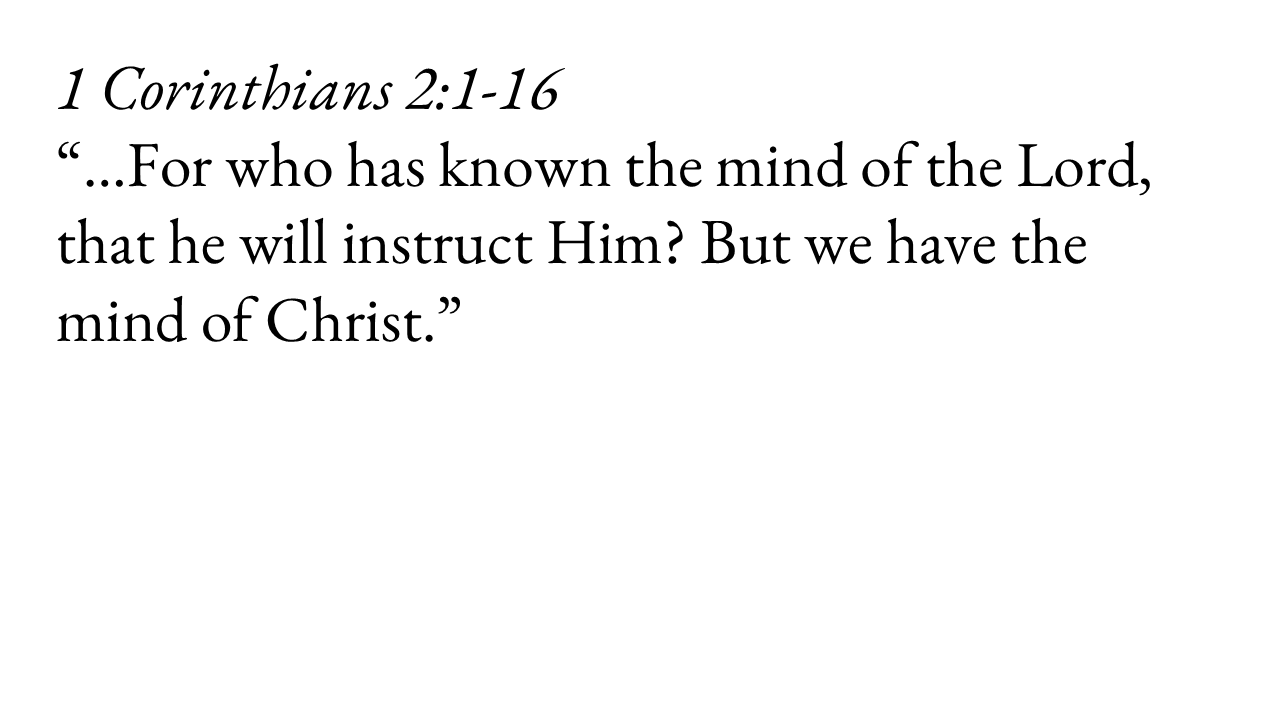 1 Corinthians 2:1-16
“…For who has known the mind of the Lord,
that he will instruct Him? But we have the
mind of Christ.”